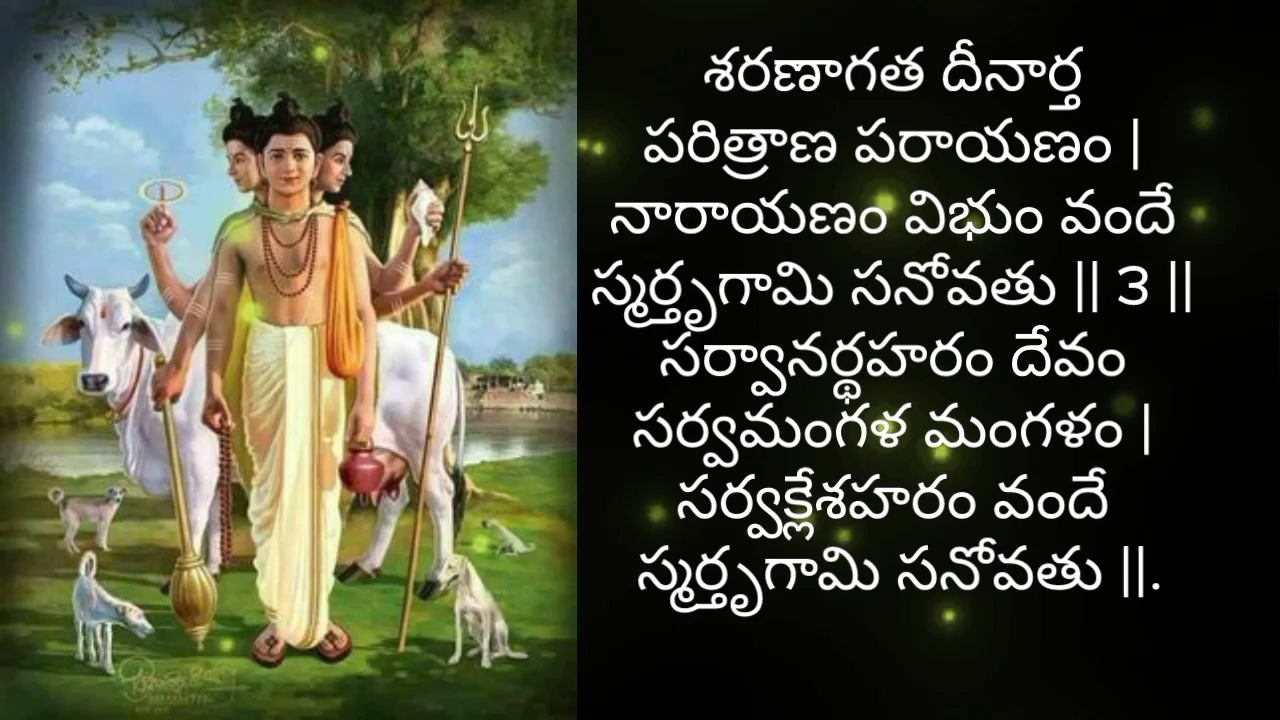 శరణాగత దీనార్త
పరిత్రాణ పరాయణం |
నారాయణం విభుం వందే
స్మర్తృగామి సనోవతు || ౩ ||
సర్వానర్థహరం దేవం
సర్వమంగళ మంగళం |
సర్వక్లేశహరం వందే
స్మర్తృగామి సనోవతు ||.